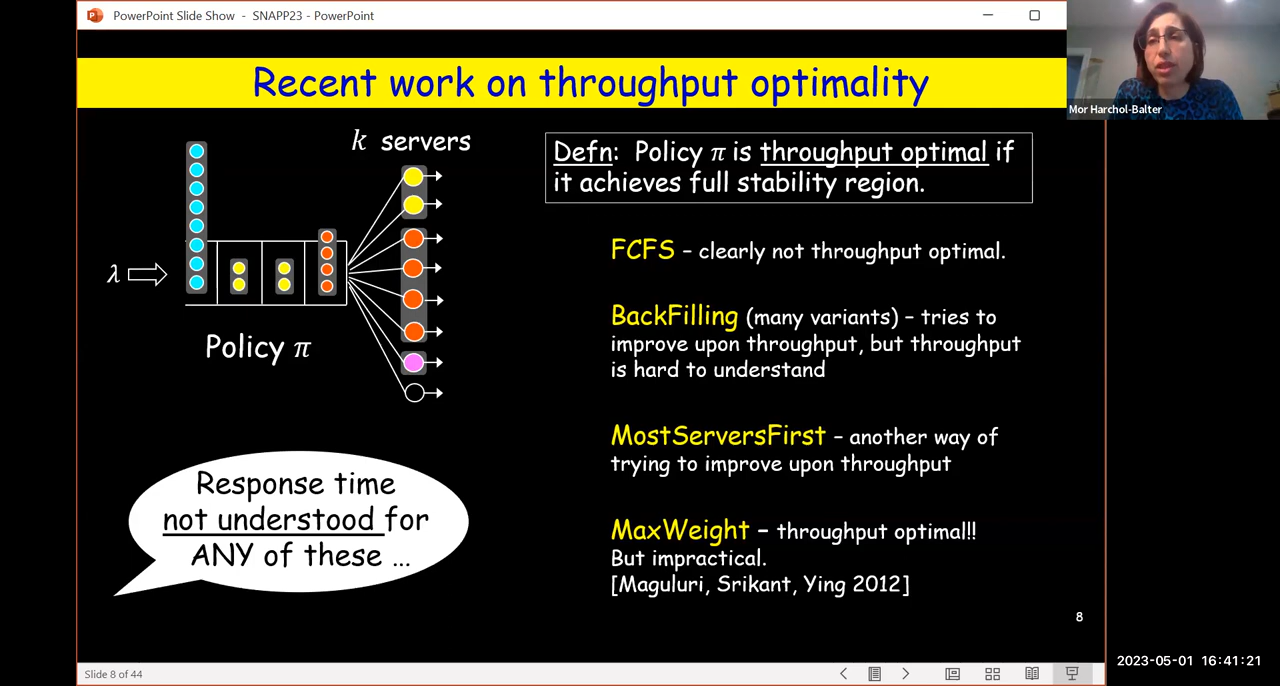 PowerPoint Slide Show - SNAPP23 - PowerPoint
Mor Harchol-Balter
Recent work on throughput optimality
k servers
λ
Policy π
Response time
not understood for
ANY of these ...
Defn: Policy π is throughput optimal if
it achieves full stability region.
FCFS – clearly not throughput optimal.
BackFilling (many variants) – tries to
improve upon throughput, but throughput
is hard to understand
MostServersFirst – another way of
trying to improve upon throughput
MaxWeight – throughput optimal!!
But impractical.
[Maguluri, Srikant, Ying 2012]
8
2023-05-01 16:41:21
Slide 8 of 44